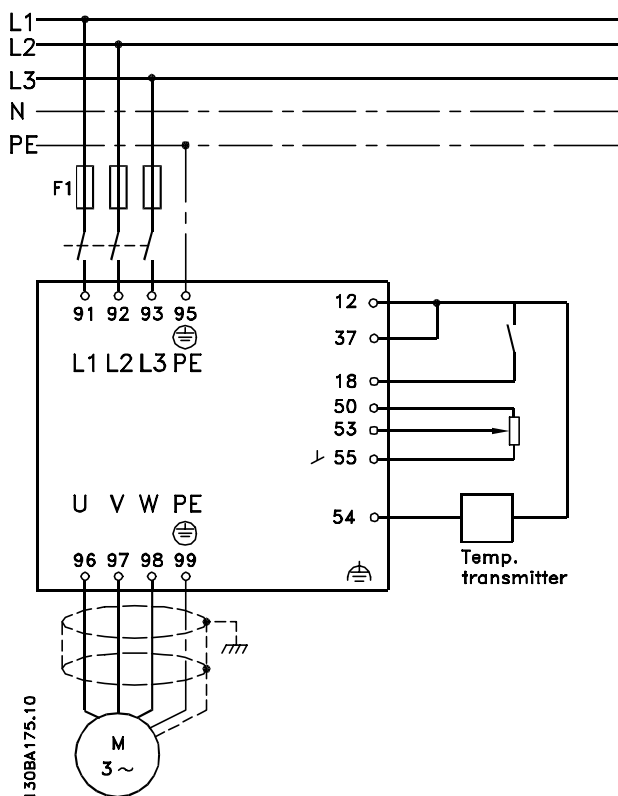 L1
L2
L3
N
PE
F1
91 92 93 95
L1 L2 L3 PE
12
37
18
50
53
55
54
U V W PE
96 97 98 99
Temp.
transmitter
M
3 ~
130BA175.10